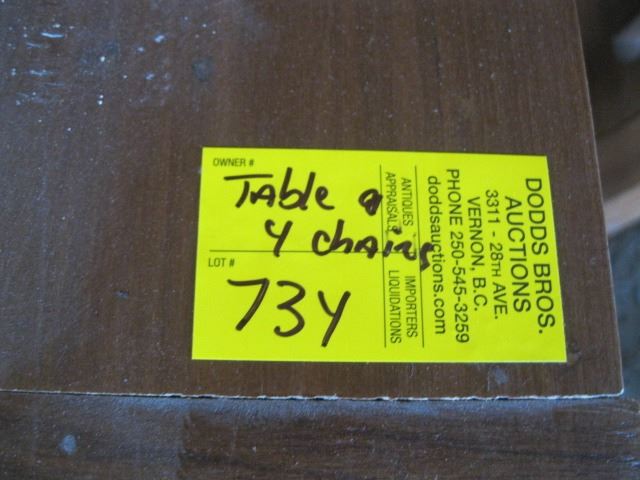 OWNER #
Table &
4 chairs
LOT #
734
ANTIQUES IMPORTERS
APPRAISALS LIQUIDATIONS
DODDS BROS.
AUCTIONS
3311 - 28TH AVE.
VERNON, B.C.
PHONE 250-545-3259
doddsauctions.com